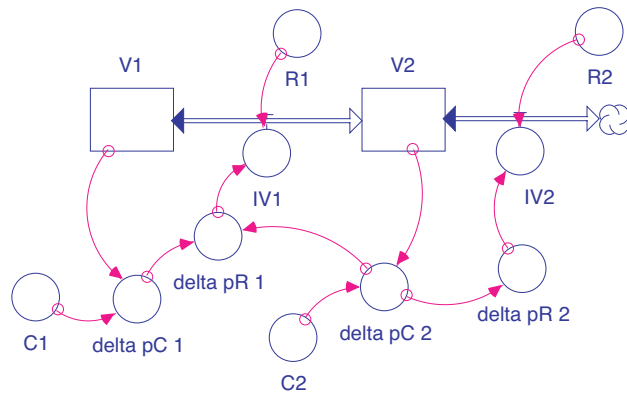 V1
R1
V2
R2
IV1
IV2
delta pR 1
C1
delta pC 1
C2
delta pC 2
delta pR 2